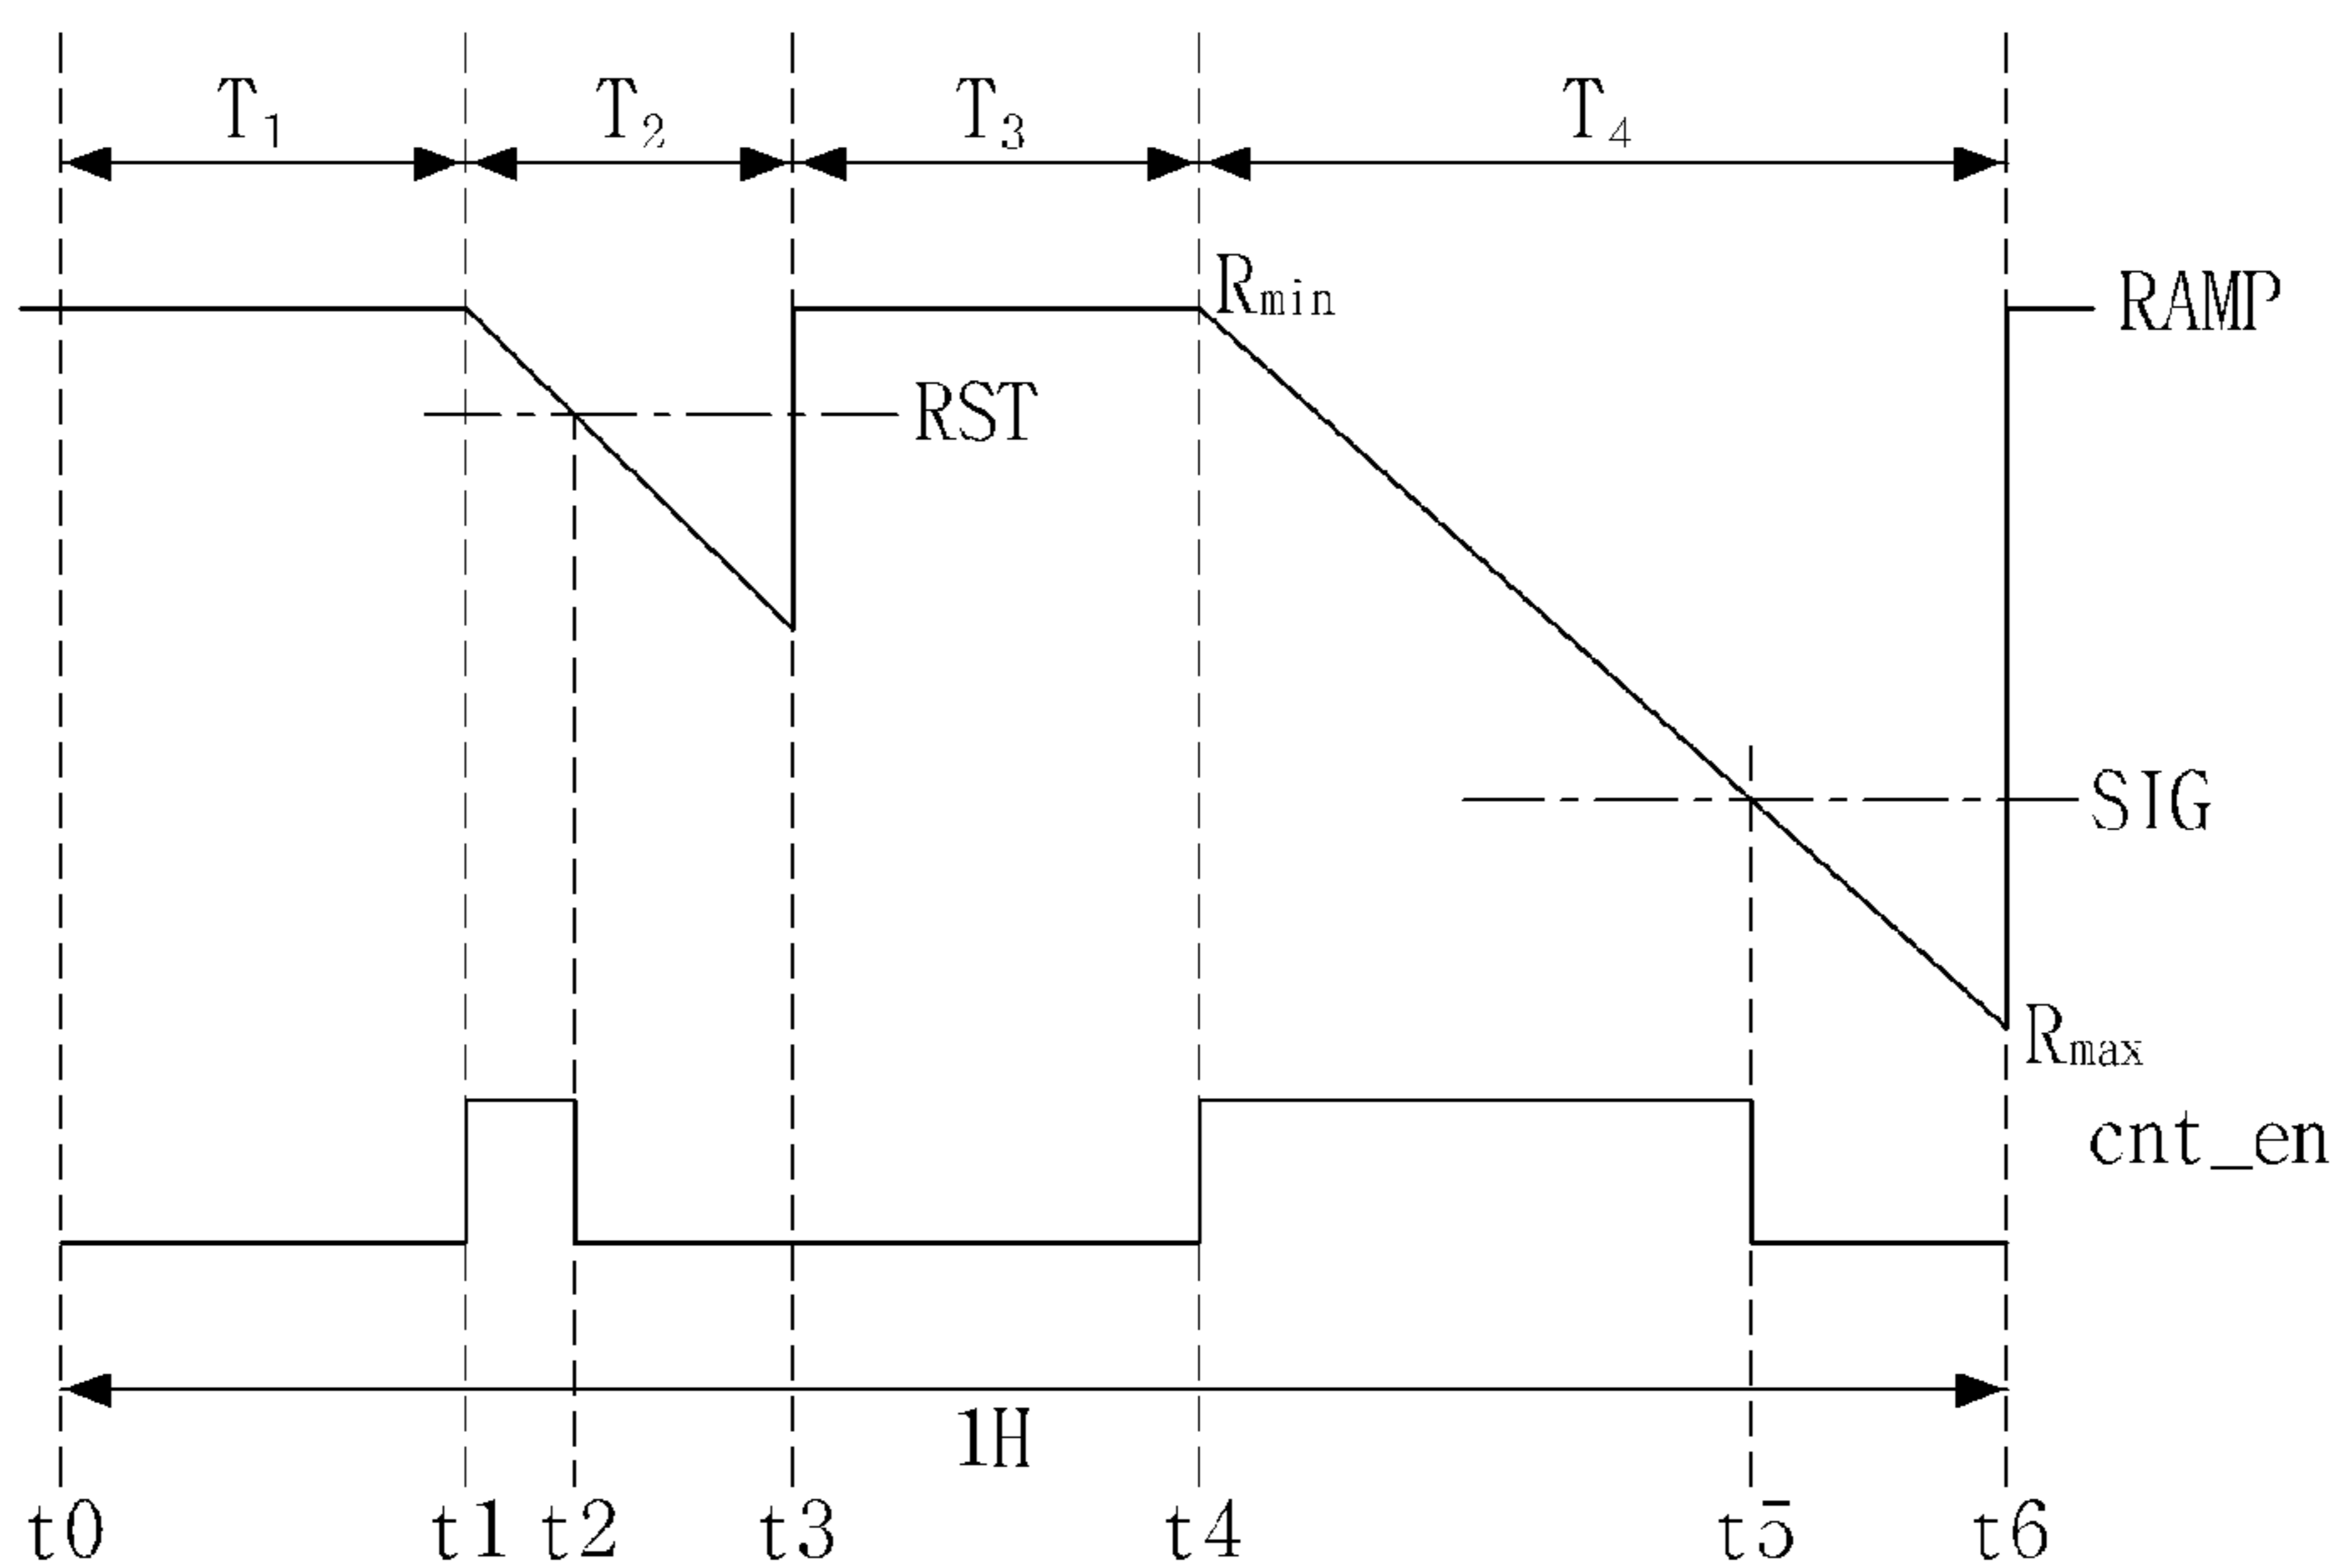 T₁ T₂ T₃ T₄
Rmin
RAMP
RST
SIG
Rmax
cnt_en
1H
t0 t1 t2 t3 t4 t5 t6